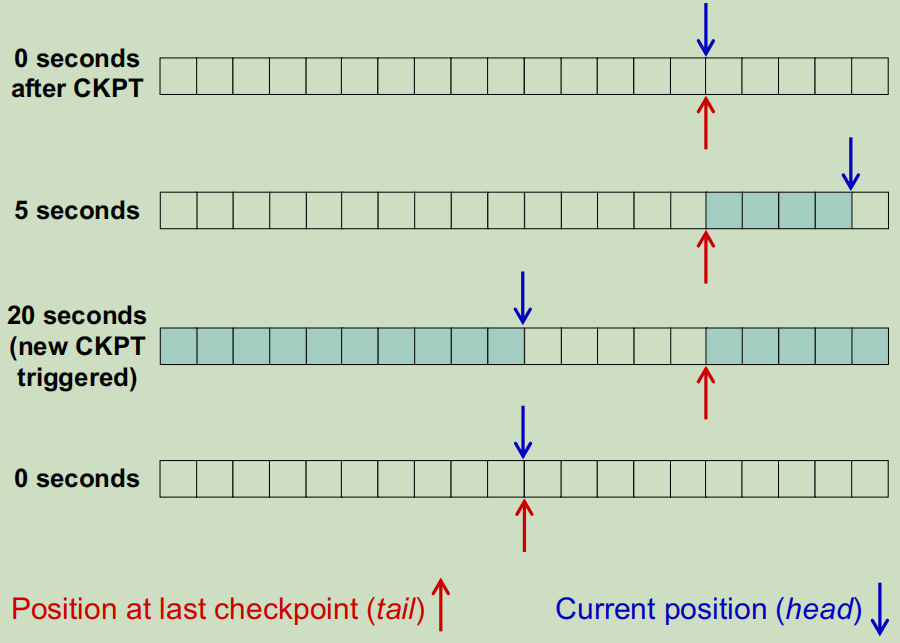 0 seconds
after CKPT
5 seconds
20 seconds
(new CKPT
triggered)
0 seconds
Position at last checkpoint (tail)
Current position (head)